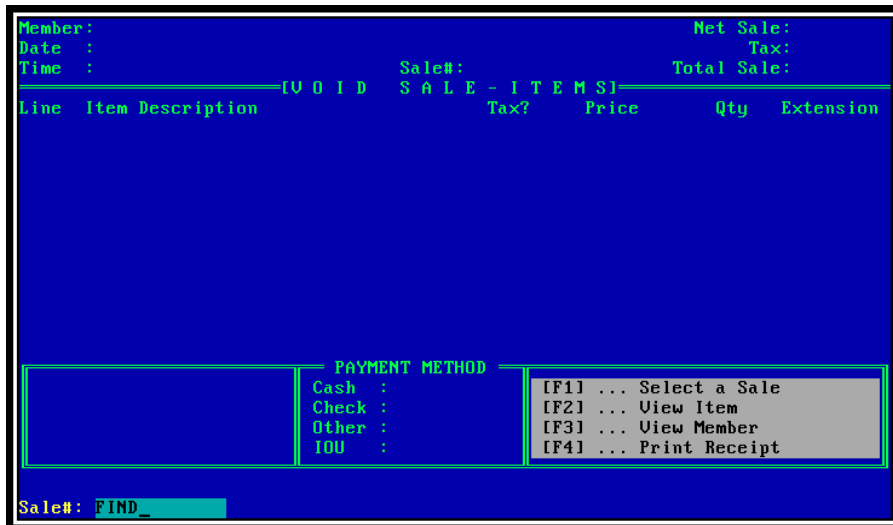 Member: Net Sale:
Date : Tax:
Time : Sale#: Total Sale:
[V O I D S A L E - I T E M S]
Line Item Description Tax? Price Qty Extension
PAYMENT METHOD
Cash : [F1] ... Select a Sale
Check : [F2] ... View Item
Other : [F3] ... View Member
IOU : [F4] ... Print Receipt
Sale#: FIND_